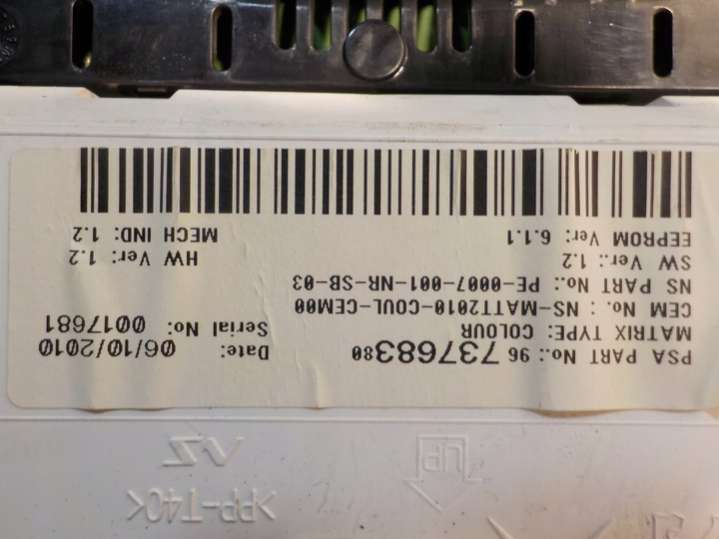 PSA PART No.: 96 737683 80
MATRIX TYPE: COLOUR
CEM No. : NS-MATT2010-COUL-CEM00
NS PART No.: PE-0007-001-NR-SB-03
SW Ver.: 1.2
HW Ver: 1.2
EEPROM Ver: 6.1.1
MECH IND: 1.2
Date: 06/10/2010
Serial No: 0017681
UP
>PP-T40<